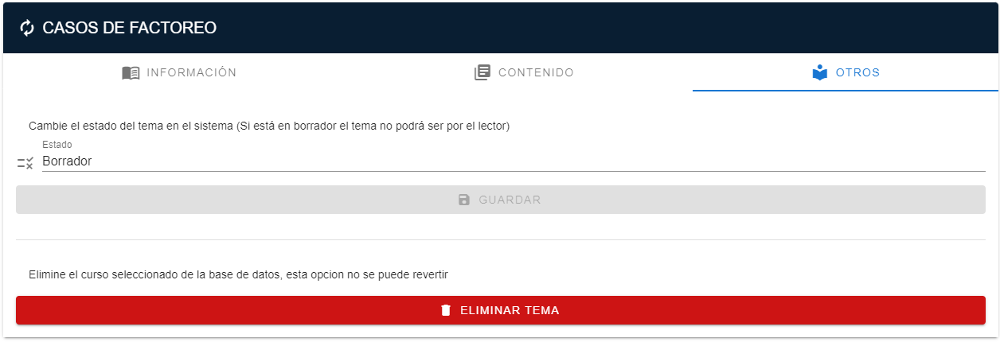 CASOS DE FACTOREO
INFORMACIÓN
CONTENIDO
OTROS
Cambie el estado del tema en el sistema (Si está en borrador el tema no podrá ser por el lector)
Estado
Borrador
GUARDAR
Elimine el curso seleccionado de la base de datos, esta opcion no se puede revertir
ELIMINAR TEMA